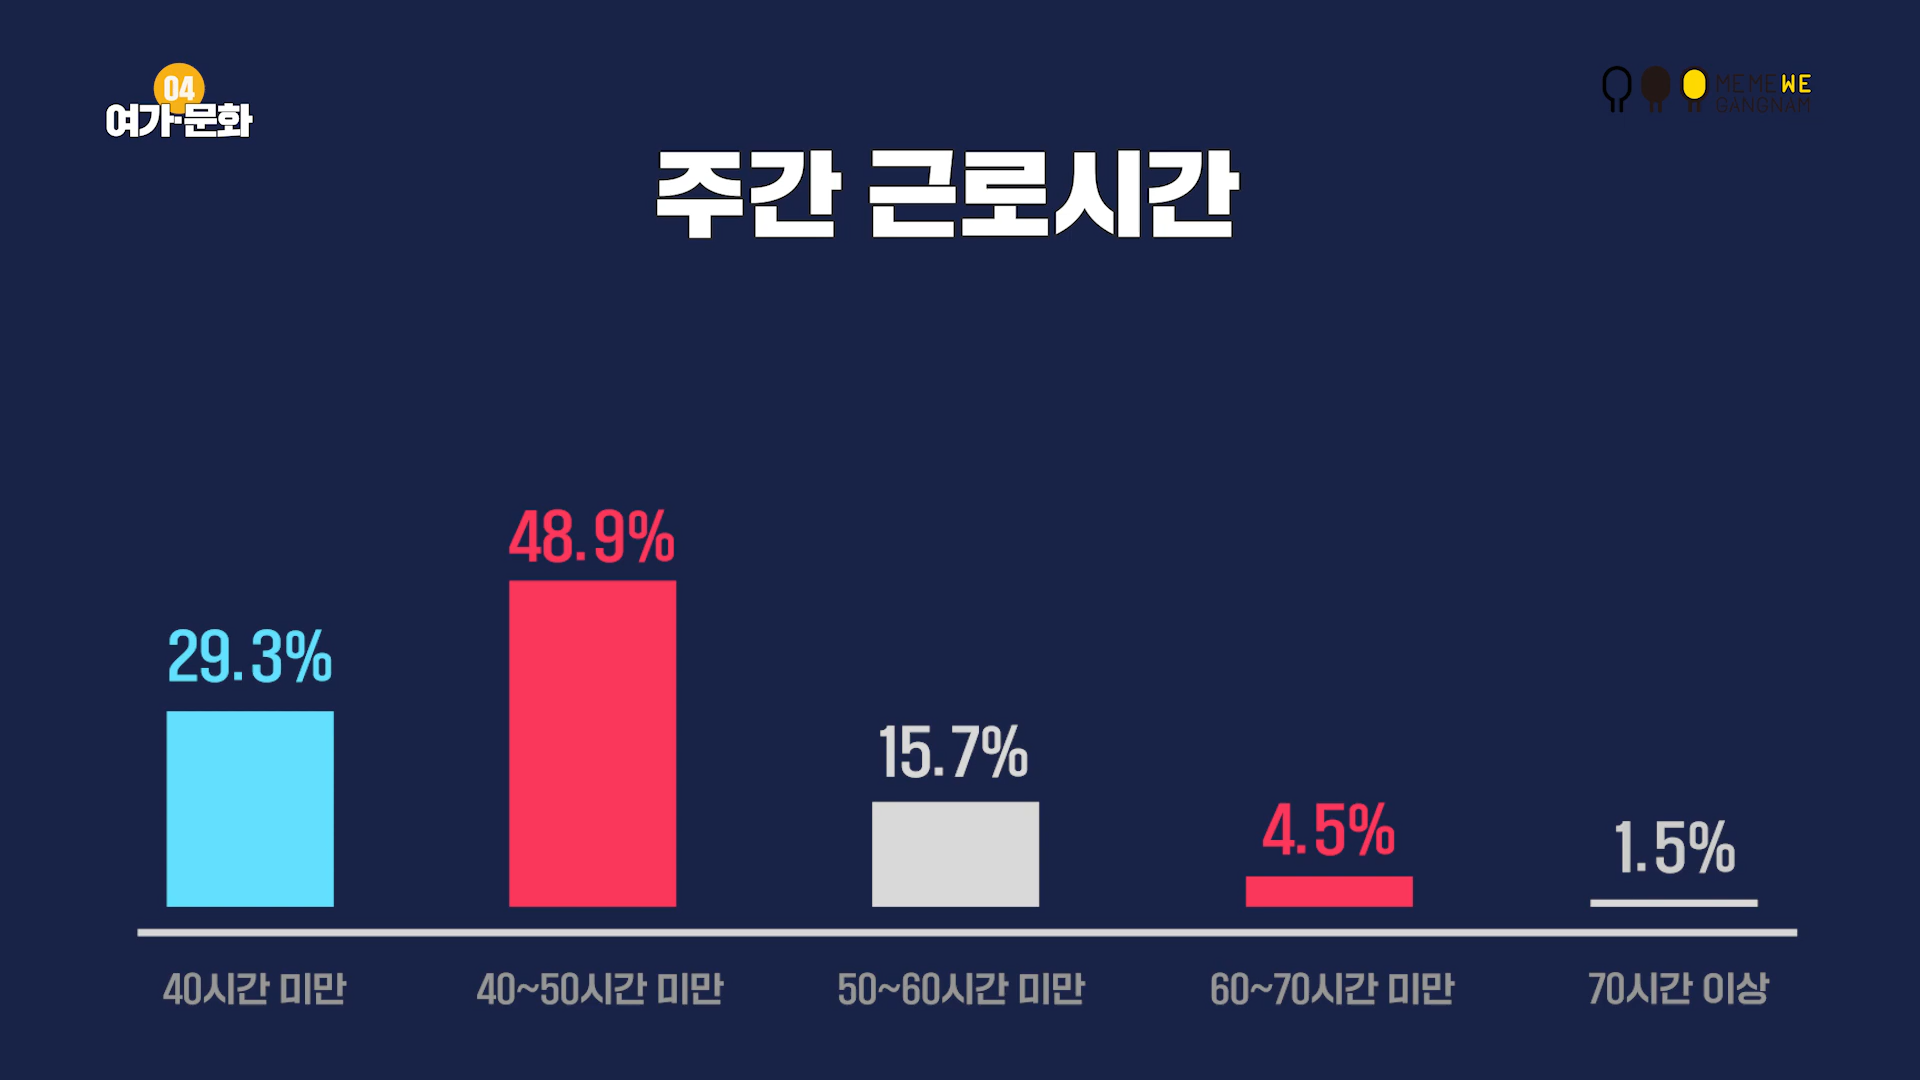 04
여가·문화
MEMEWE
GANGNAM
주간 근로시간
29.3%
48.9%
15.7%
4.5%
1.5%
40시간 미만
40~50시간 미만
50~60시간 미만
60~70시간 미만
70시간 이상